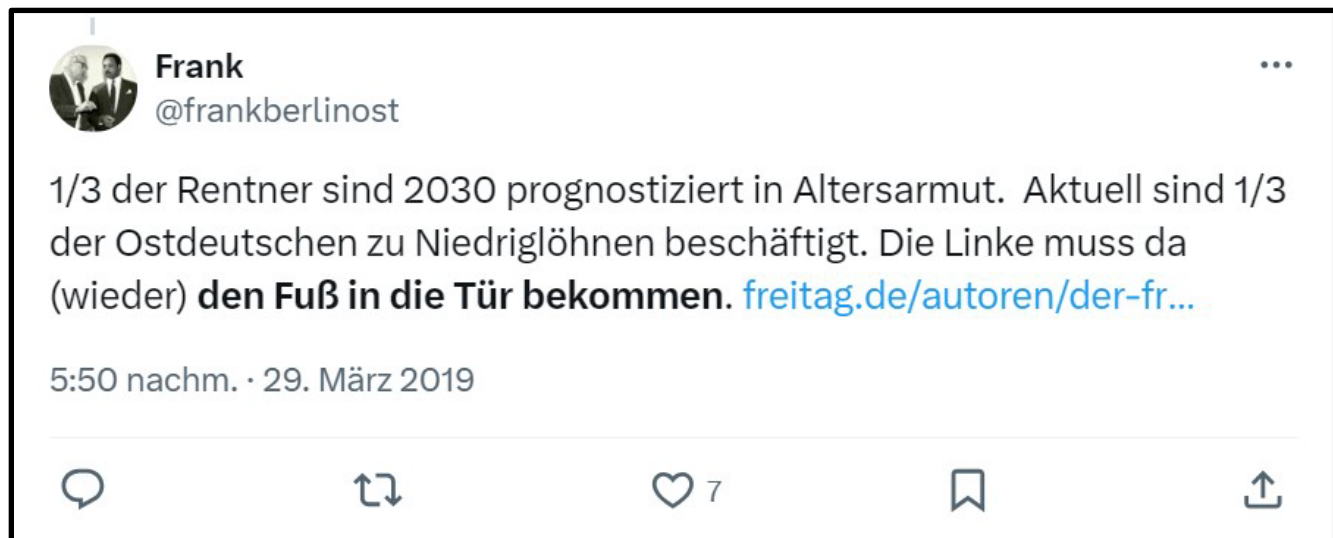 Frank
@frankberlinost
1/3 der Rentner sind 2030 prognostiziert in Altersarmut.  Aktuell sind 1/3
der Ostdeutschen zu Niedriglöhnen beschäftigt. Die Linke muss da
(wieder) den Fuß in die Tür bekommen. freitag.de/autoren/der-fr...
5:50 nachm. · 29. März 2019
7